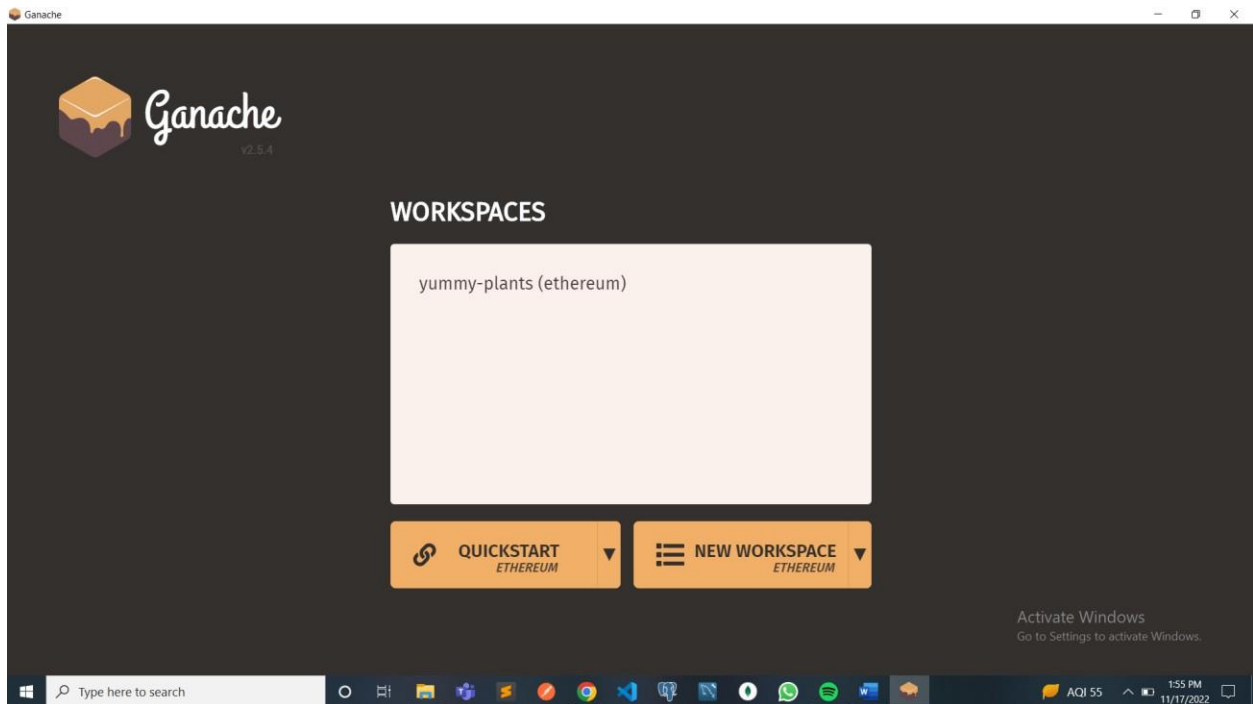 Ganache
Ganache
v2.5.4
WORKSPACES
yummy-plants (ethereum)
QUICKSTART
ETHEREUM
NEW WORKSPACE
ETHEREUM
Activate Windows
Go to Settings to activate Windows.
Type here to search
AQI 55
1:55 PM
11/17/2022